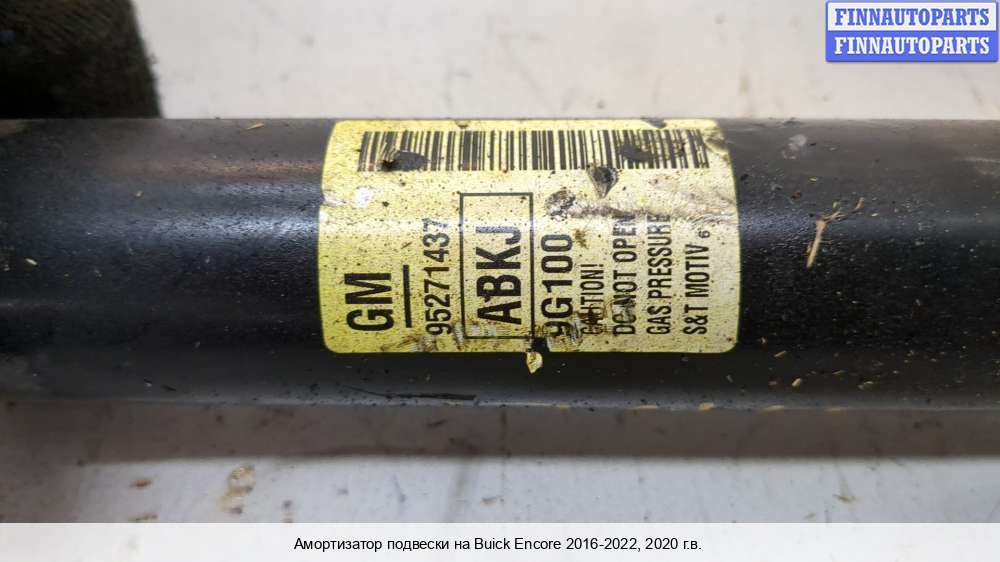 FINNAUTOPARTS
FINNAUTOPARTS
GM
95271437
ABKJ
9G100
CAUTION!
DO NOT OPEN
GAS PRESSURE
S&T MOTIV 6
Амортизатор подвески на Buick Encore 2016-2022, 2020 г.в.